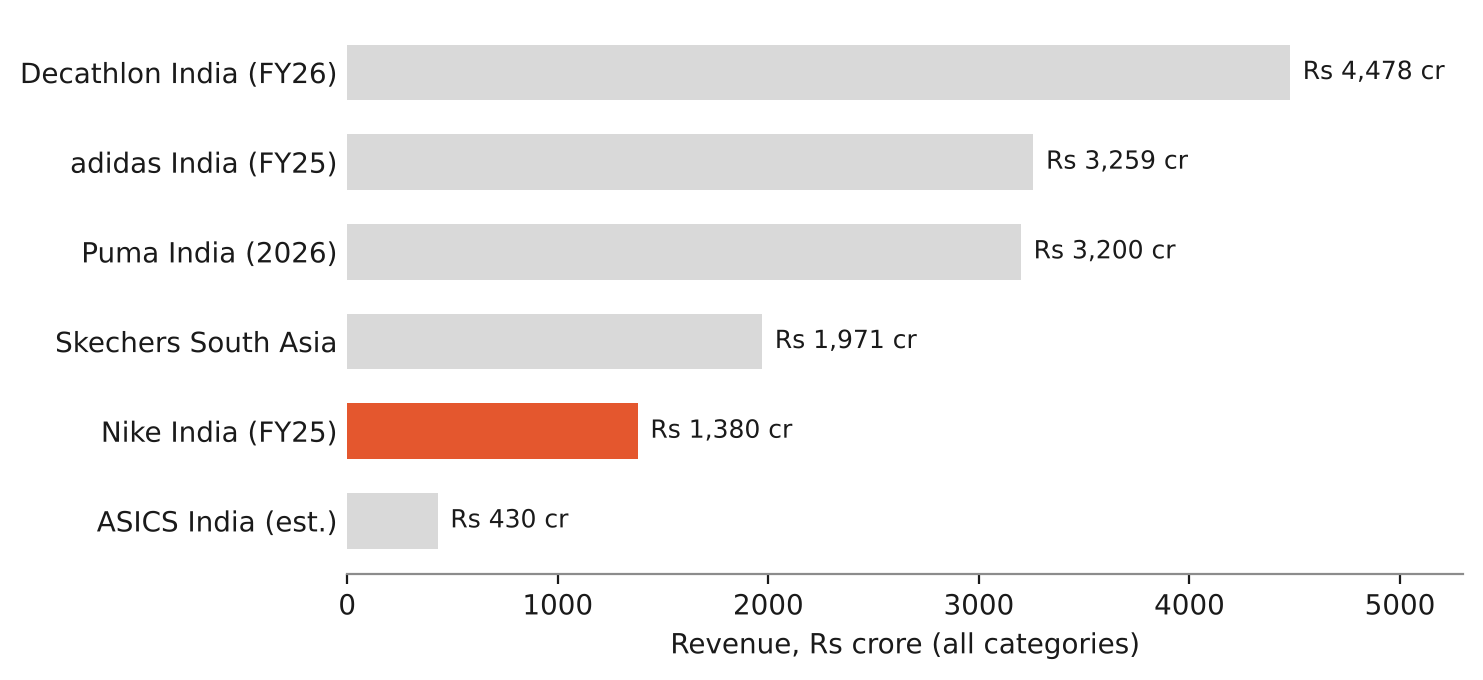 Decathlon India (FY26) Rs 4,478 cr
adidas India (FY25) Rs 3,259 cr
Puma India (2026) Rs 3,200 cr
Skechers South Asia Rs 1,971 cr
Nike India (FY25) Rs 1,380 cr
ASICS India (est.) Rs 430 cr
0 1000 2000 3000 4000 5000
Revenue, Rs crore (all categories)